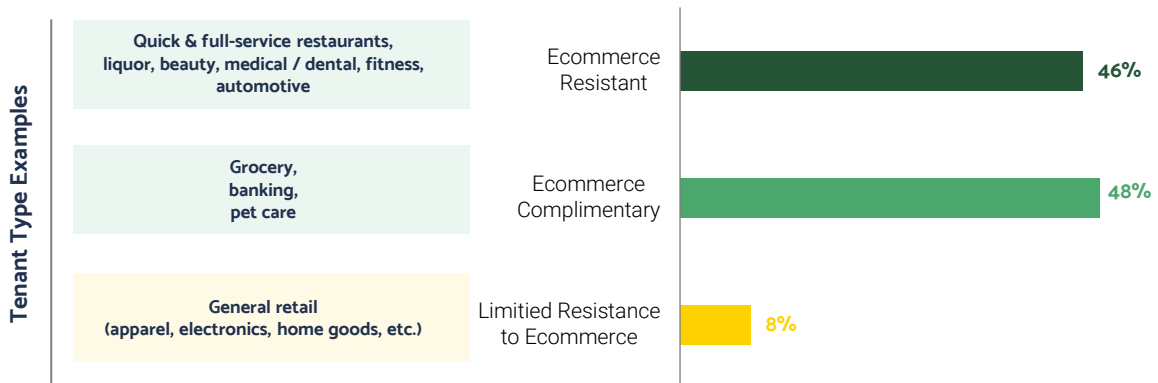 Tenant Type Examples
Quick & full-service restaurants,
liquor, beauty, medical / dental, fitness,
automotive
Ecommerce
Resistant
46%
Grocery,
banking,
pet care
Ecommerce
Complimentary
48%
General retail
(apparel, electronics, home goods, etc.)
Limitied Resistance
to Ecommerce
8%